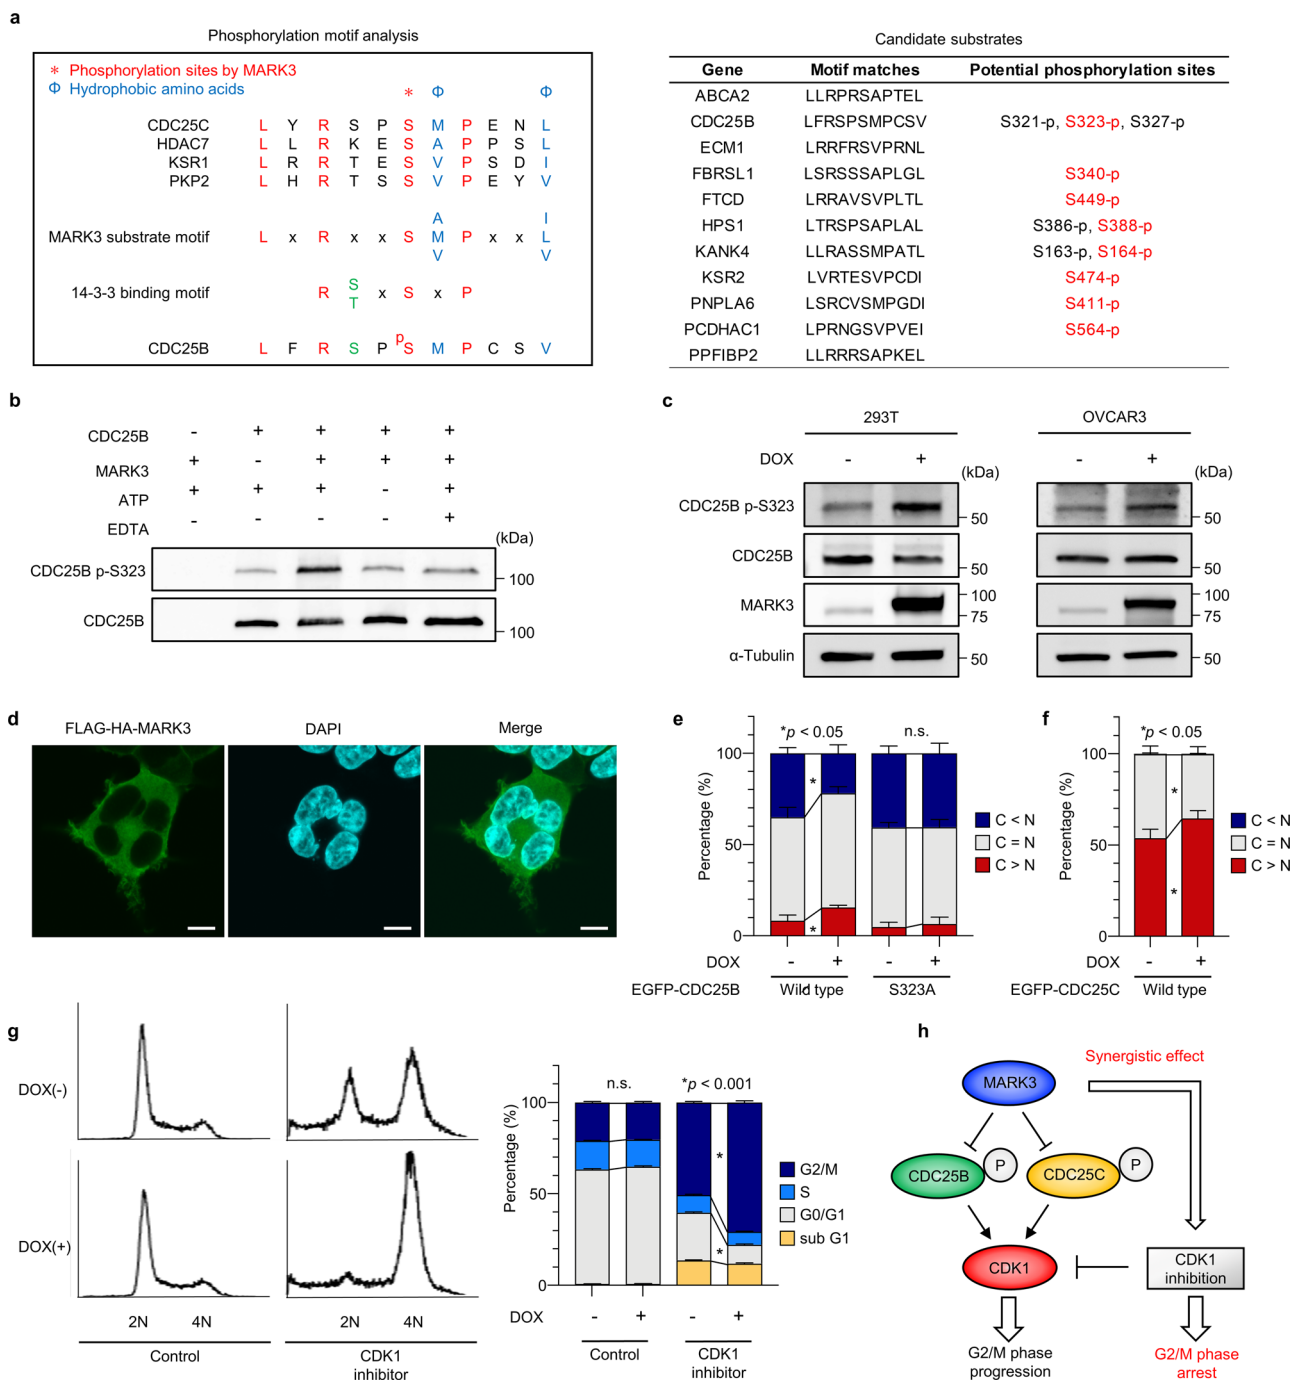 a
Phosphorylation motif analysis
* Phosphorylation sites by MARK3
Φ Hydrophobic amino acids
* Φ Φ
CDC25C L Y R S P S M P E N L
HDAC7 L L R K E S A P P S L
KSR1 L R R T E S V P S D I
PKP2 L H R T S S V P E Y V
A I
MARK3 substrate motif L x R x x S M P x x L
V V
S
14-3-3 binding motif R x S x P
T
CDC25B L F R S P pS M P C S V
Candidate substrates
Gene Motif matches Potential phosphorylation sites
ABCA2 LLRPRSAPTEL
CDC25B LFRSPSMPCSV S321-p, S323-p, S327-p
ECM1 LRRFRSVPRNL
FBRSL1 LSRSSSAPLGL S340-p
FTCD LRRAVSVPLTL S449-p
HPS1 LTRSPSAPLAL S386-p, S388-p
KANK4 LLRASSMPATL S163-p, S164-p
KSR2 LVRTESVPCDI S474-p
PNPLA6 LSRCVSMPGDI S411-p
PCDHAC1 LPRNGSVPVEI S564-p
PPFIBP2 LLRRRSAPKEL
b
CDC25B - + + + +
MARK3 + - + + +
ATP + + + - +
EDTA - - - - +
(kDa)
CDC25B p-S323 100
CDC25B 100
c
293T OVCAR3
DOX - + - +
(kDa) (kDa)
CDC25B p-S323 50 50
CDC25B 50 50
MARK3 100 75 100 75
α-Tubulin 50 50
d
FLAG-HA-MARK3 DAPI Merge
e
*p < 0.05 n.s.
Percentage (%)
100
50
0
*
*
C < N
C = N
C > N
DOX - + - +
EGFP-CDC25B Wild type S323A
f
*p < 0.05
Percentage (%)
100
50
0
*
*
C < N
C = N
C > N
DOX - +
EGFP-CDC25C Wild type
g
DOX(-)
DOX(+)
2N 4N 2N 4N
Control CDK1
inhibitor
n.s. *p < 0.001
Percentage (%)
100
50
0
*
*
G2/M
S
G0/G1
sub G1
DOX - + - +
Control CDK1
inhibitor
h
Synergistic effect
MARK3
CDC25B P CDC25C P
CDK1 CDK1
inhibition
G2/M phase
progression
G2/M phase
arrest